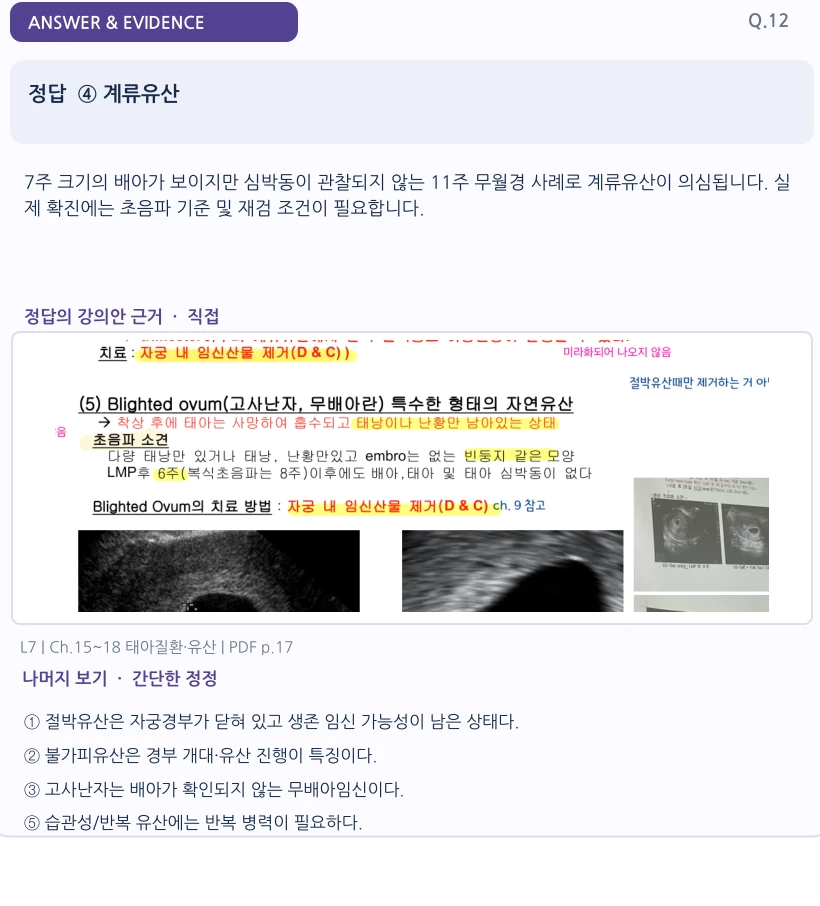 ANSWER & EVIDENCE
Q.12
정답 ④ 계류유산
7주 크기의 배아가 보이지만 심박동이 관찰되지 않는 11주 무월경 사례로 계류유산이 의심됩니다. 실
제 확진에는 초음파 기준 및 재검 조건이 필요합니다.
정답의 강의안 근거 · 직접
치료 : 자궁 내 임신산물 제거(D & C) )
미라화되어 나오지 않음
절박유산때만 제거하는 거 아
(5) Blighted ovum(고사난자, 무배아란) 특수한 형태의 자연유산
→ 착상 후에 태아는 사망하여 흡수되고 태낭이나 난황만 남아있는 상태
음
초음파 소견
다량 태낭만 있거나 태낭, 난황만있고 embro는 없는 빈둥지 같은 모양
LMP후 6주(복식초음파는 8주)이후에도 배아,태아 및 태아 심박동이 없다
Blighted Ovum의 치료 방법 : 자궁 내 임신산물 제거(D & C) ch. 9 참고
L7 | Ch.15~18 태아질환·유산 | PDF p.17
나머지 보기 · 간단한 정정
① 절박유산은 자궁경부가 닫혀 있고 생존 임신 가능성이 남은 상태다.
② 불가피유산은 경부 개대·유산 진행이 특징이다.
③ 고사난자는 배아가 확인되지 않는 무배아임신이다.
⑤ 습관성/반복 유산에는 반복 병력이 필요하다.